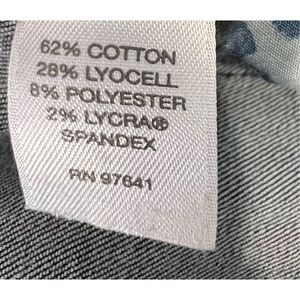 62% COTTON
28% LYOCELL
8% POLYESTER
2% LYCRA®
SPANDEX
RN 97641